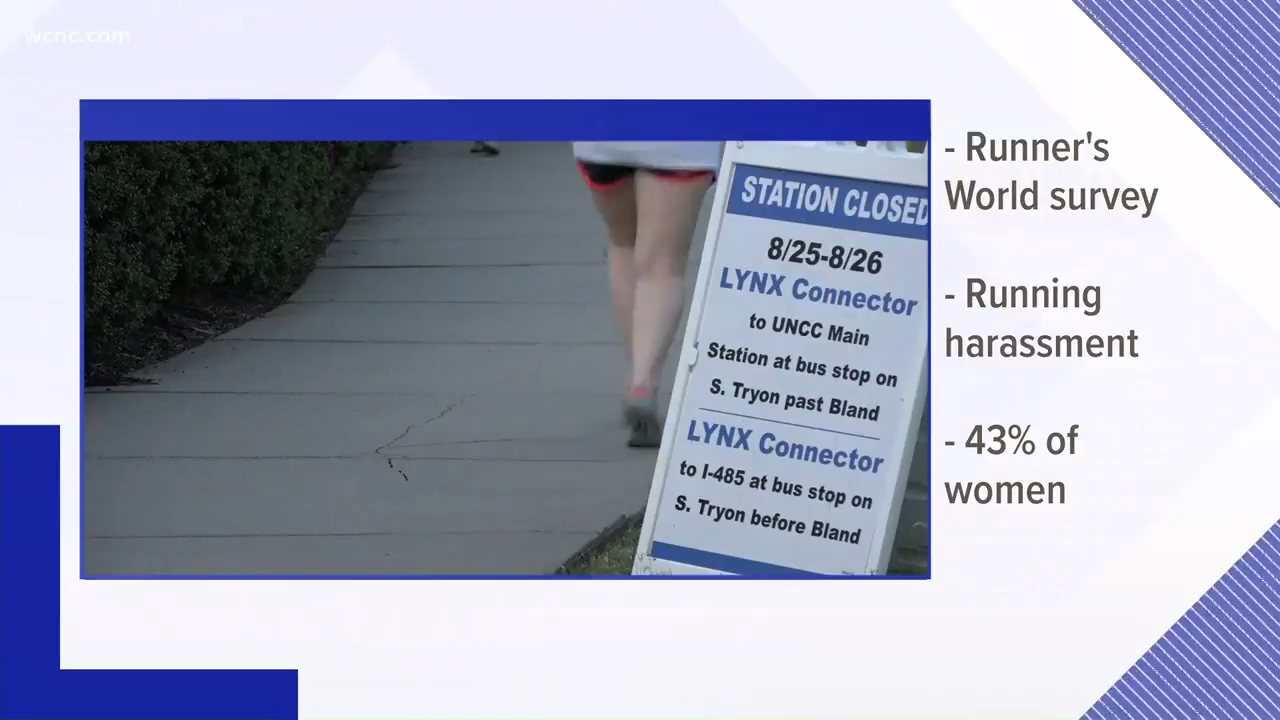 wcnc.com
STATION CLOSED
8/25-8/26
LYNX Connector
to UNCC Main
Station at bus stop on
S. Tryon past Bland
LYNX Connector
to I-485 at bus stop on
S. Tryon before Bland
- Runner's
World survey
- Running
harassment
- 43% of
women